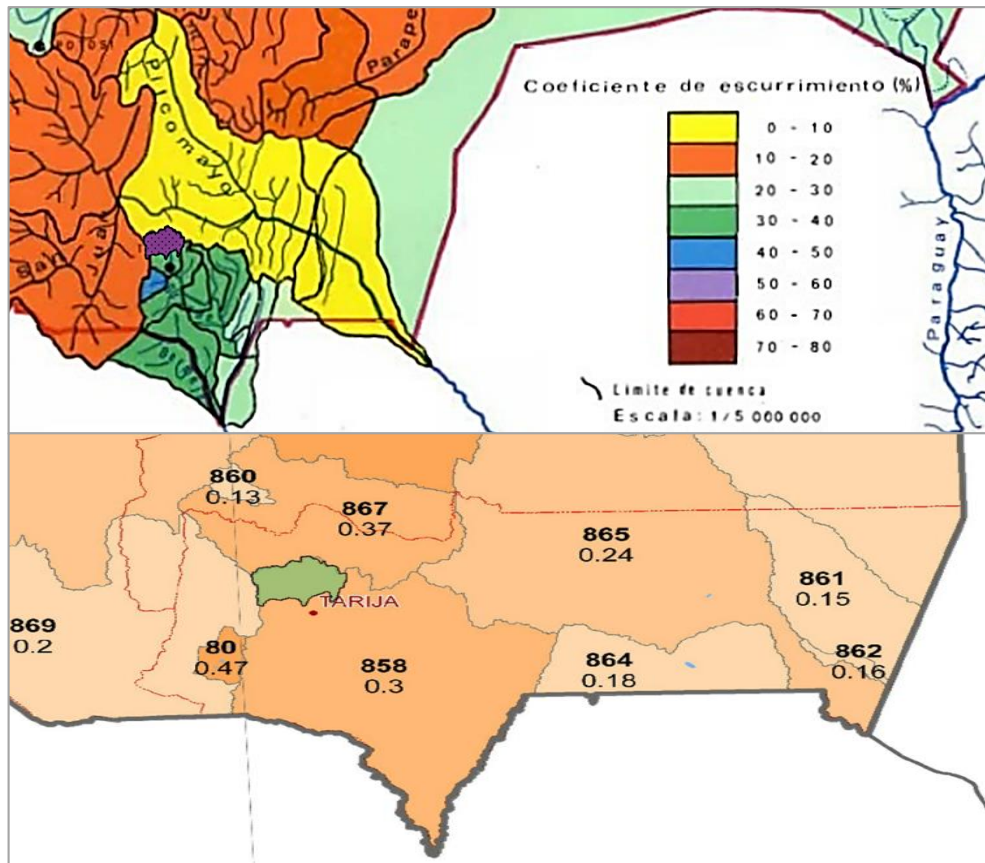 POTOSI
Pilcomayo
Parape
San Juan
Paraguay
Coeficiente de escurrimiento (%)
0 - 10
10 - 20
20 - 30
30 - 40
40 - 50
50 - 60
60 - 70
70 - 80
Límite de cuenca
Escala: 1/5 000 000
860
0.13
867
0.37
865
0.24
861
0.15
TARIJA
869
0.2
80
0.47
858
0.3
864
0.18
862
0.16